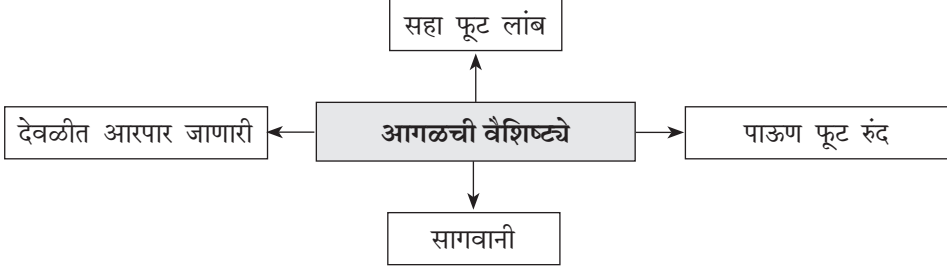 सहा फूट लांब
देवळीत आरपार जाणारी
आगळची वैशिष्ट्ये
पाऊण फूट रुंद
सागवानी